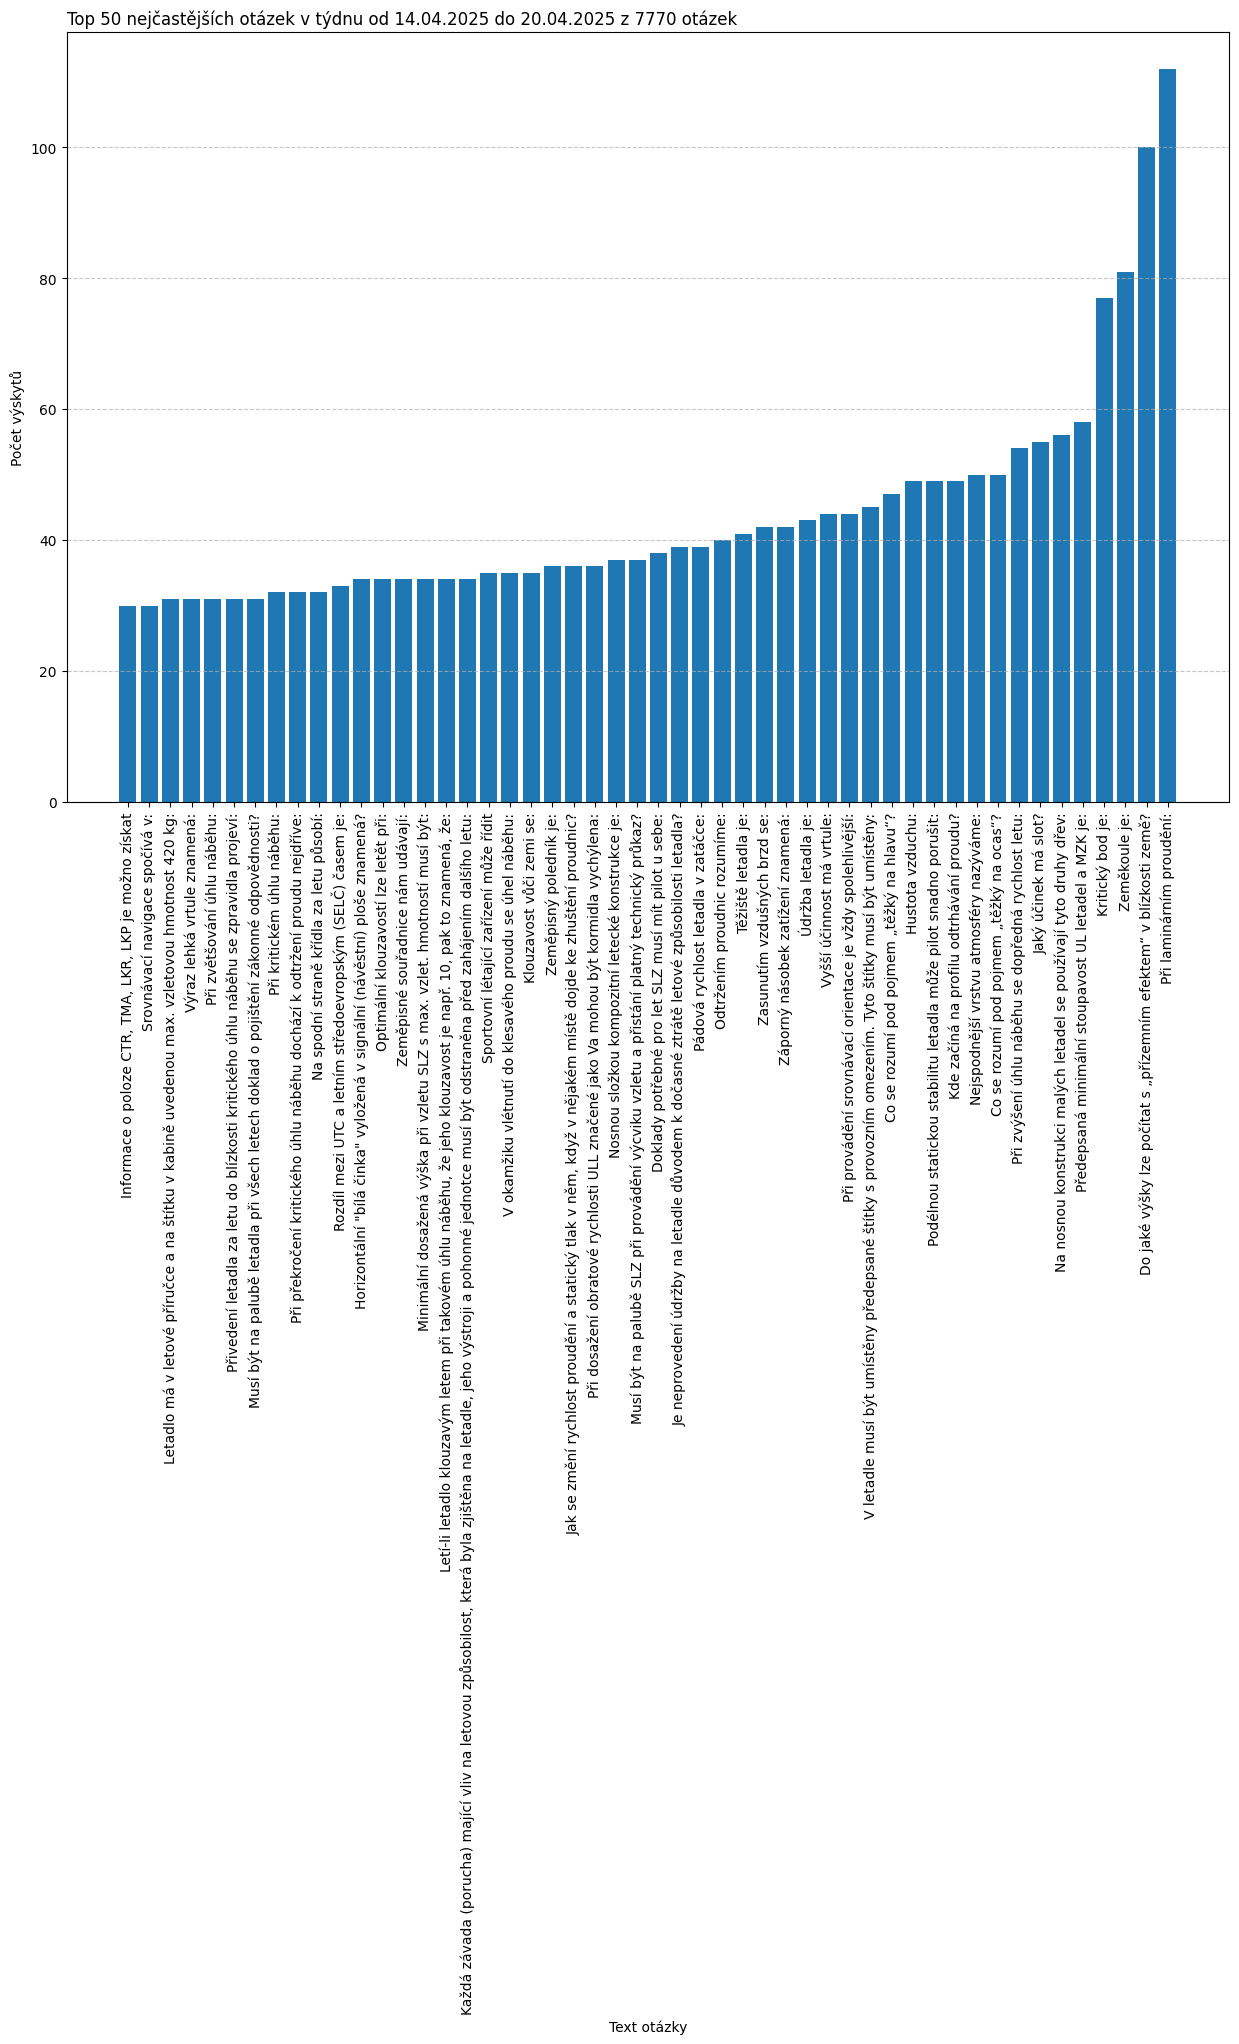 Top 50 nejčastějších otázek v týdnu od 14.04.2025 do 20.04.2025 z 7770 otázek
Počet výskytů
100
80
60
40
20
0
Informace o poloze CTR, TMA, LKR, LKP je možno získat
Srovnávací navigace spočívá v:
Letadlo má v letové příručce a na štítku v kabině uvedenou max. vzletovou hmotnost 420 kg:
Výraz lehká vrtule znamená:
Při zvětšování úhlu náběhu:
Přivedení letadla za letu do blízkosti kritického úhlu náběhu se zpravidla projeví:
Musí být na palubě letadla při všech letech doklad o pojištění zákonné odpovědnosti?
Při kritickém úhlu náběhu:
Při překročení kritického úhlu náběhu dochází k odtržení proudu nejdříve:
Na spodní straně křídla za letu působí:
Rozdíl mezi UTC a letním středoevropským (SELČ) časem je:
Horizontální "bílá činka" vyložená v signální (návěstní) ploše znamená?
Optimální klouzavostí lze letět při:
Zeměpisné souřadnice nám udávají:
Minimální dosažená výška při vzletu SLZ s max. vzlet. hmotností musí být:
Letí-li letadlo klouzavým letem při takovém úhlu náběhu, že jeho klouzavost je např. 10, pak to znamená, že:
Každá závada (porucha) mající vliv na letovou způsobilost, která byla zjištěna na letadle, jeho výstroji a pohonné jednotce musí být odstraněna před zahájením dalšího letu:
Sportovní létající zařízení může řídit
V okamžiku vlétnutí do klesavého proudu se úhel náběhu:
Klouzavost vůči zemi se:
Zeměpisný poledník je:
Jak se změní rychlost proudění a statický tlak v něm, když v nějakém místě dojde ke zhuštění proudnic?
Při dosažení obratové rychlosti ULL značené jako Va mohou být kormidla vychýlena:
Nosnou složkou kompozitní letecké konstrukce je:
Musí být na palubě SLZ při provádění výcviku vzletu a přistání platný technický průkaz?
Doklady potřebné pro let SLZ musí mít pilot u sebe:
Je neprovedení údržby na letadle důvodem k dočasné ztrátě letové způsobilosti letadla?
Pádová rychlost letadla v zatáčce:
Odtržením proudnic rozumíme:
Těžiště letadla je:
Zasunutím vzdušných brzd se:
Záporný násobek zatížení znamená:
Údržba letadla je:
Vyšší účinnost má vrtule:
Při provádění srovnávací orientace je vždy spolehlivější:
V letadle musí být umístěny předepsané štítky s provozním omezením. Tyto štítky musí být umístěny:
Co se rozumí pod pojmem „těžký na hlavu“?
Hustota vzduchu:
Podélnou statickou stabilitu letadla může pilot snadno porušit:
Kde začíná na profilu odtrhávání proudu?
Nejspodnější vrstvu atmosféry nazýváme:
Co se rozumí pod pojmem „těžký na ocas“?
Při zvýšení úhlu náběhu se dopředná rychlost letu:
Jaký účinek má slot?
Na nosnou konstrukci malých letadel se používají tyto druhy dřev:
Předepsaná minimální stoupavost UL letadel a MZK je:
Kritický bod je:
Zeměkoule je:
Do jaké výšky lze počítat s „přízemním efektem“ v blízkosti země?
Při laminárním proudění:
Text otázky